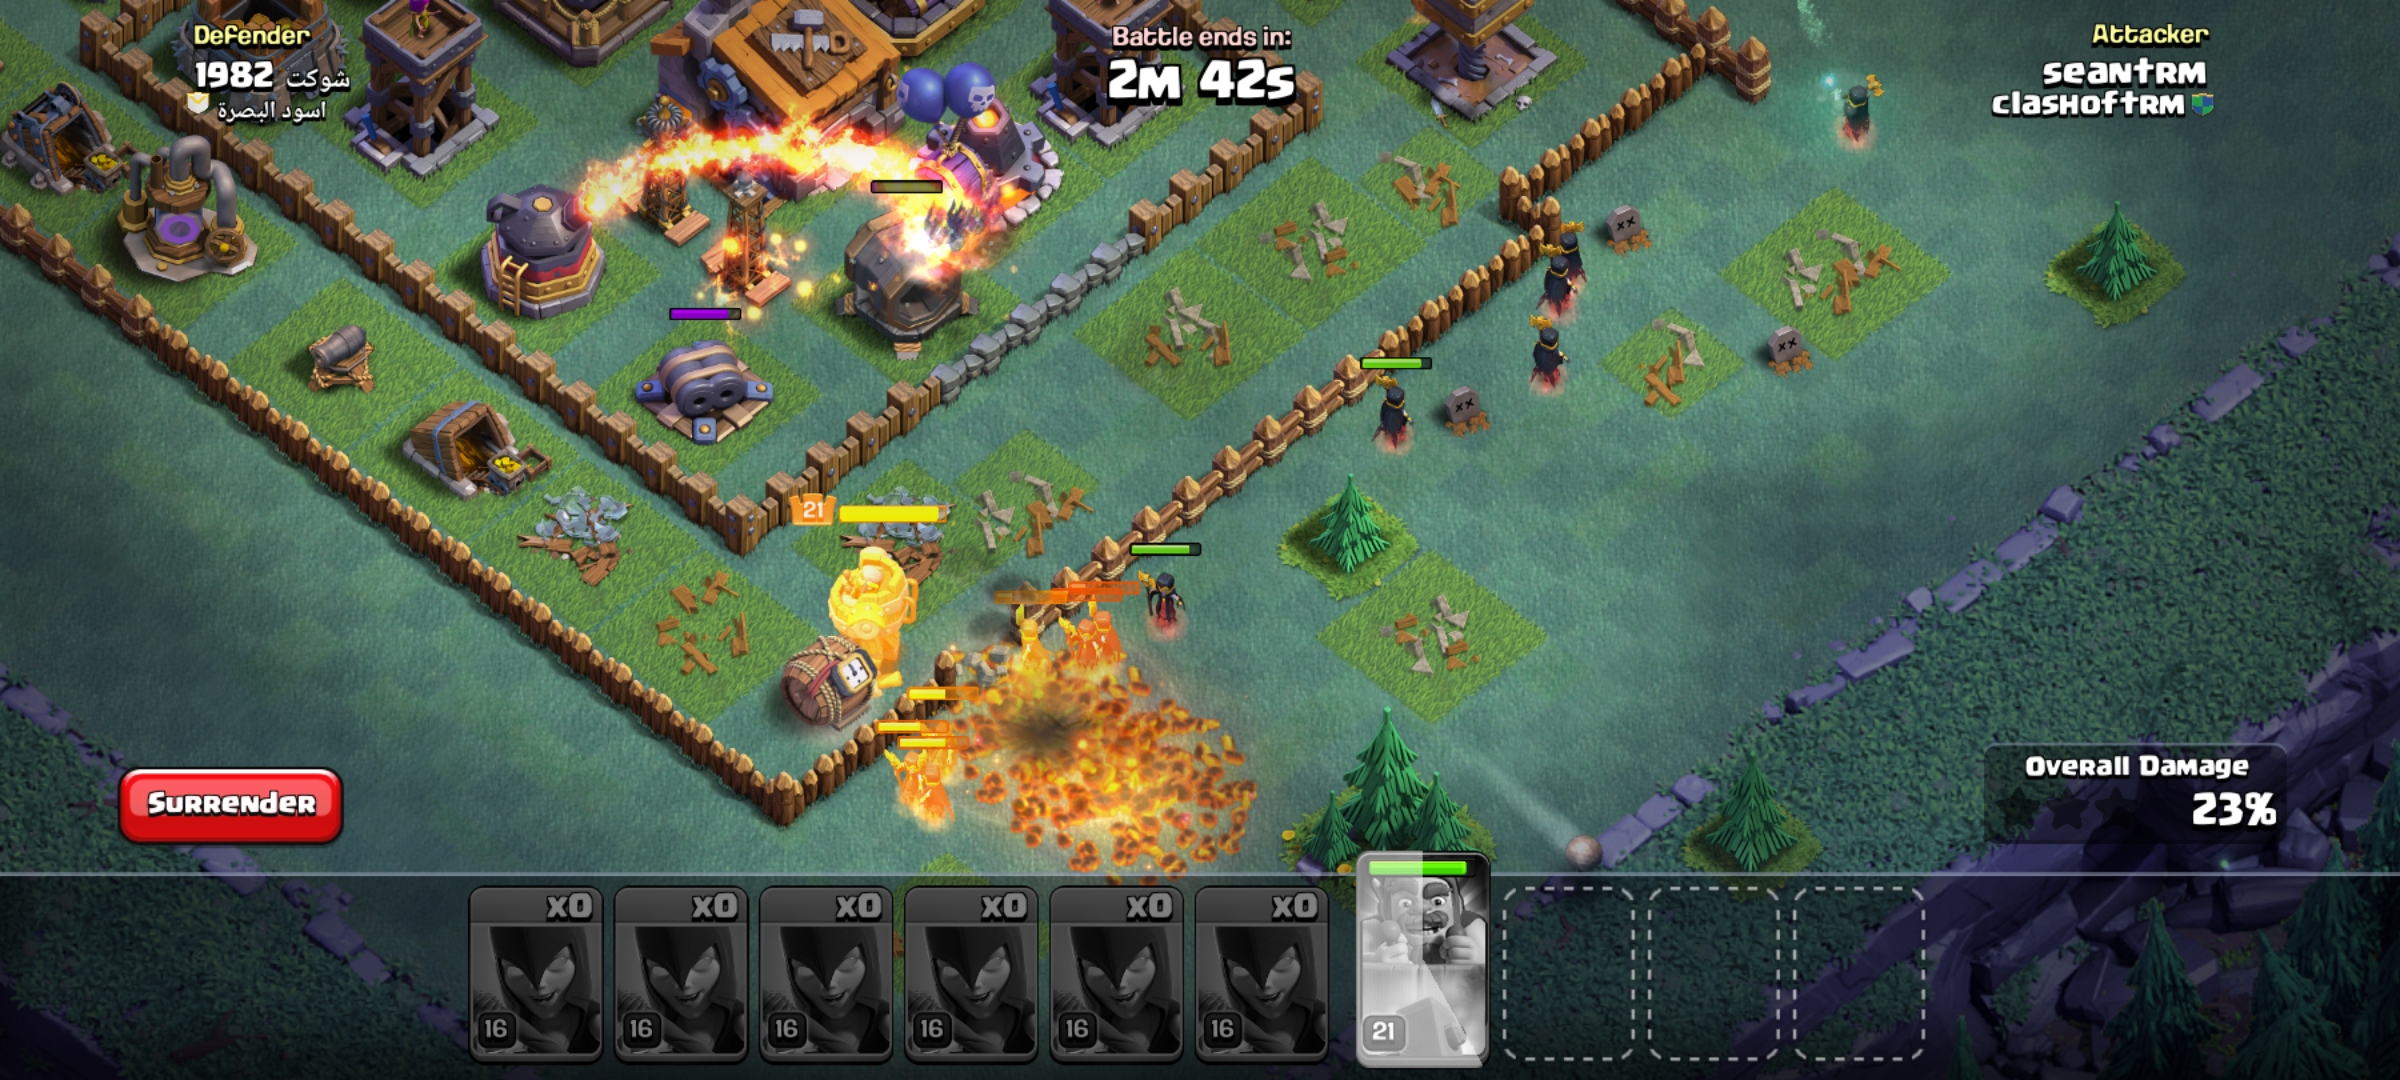 Defender
1982 شوكت
اسود البصرة
Battle ends in:
2M 42s
Attacker
seantRM
clashoftRM
21
Surrender
Overall Damage
23%
x0
x0
x0
x0
x0
x0
16
16
16
16
16
16
21